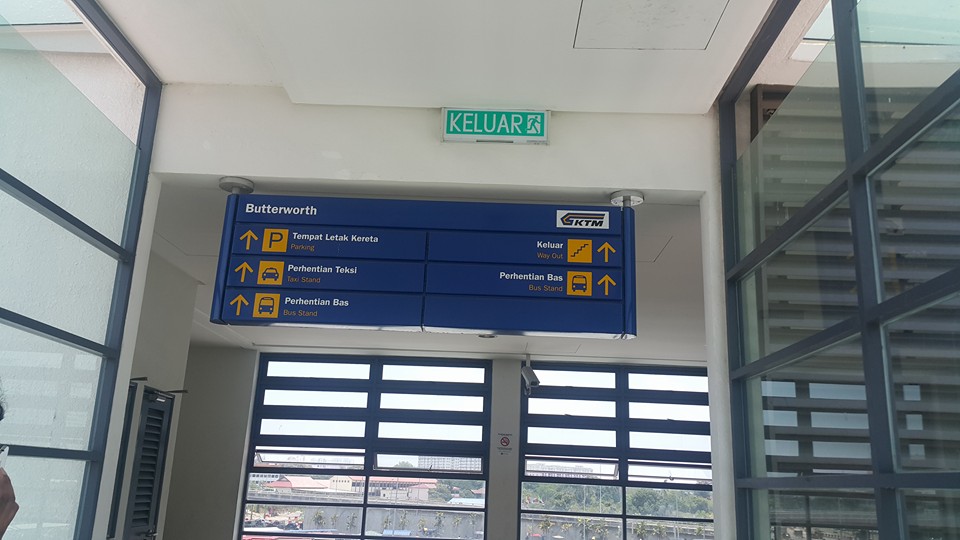 KELUAR
Butterworth
KTM
P
Tempat Letak Kereta
Parking
Perhentian Teksi
Taxi Stand
Perhentian Bas
Bus Stand
Keluar
Way Out
Perhentian Bas
Bus Stand